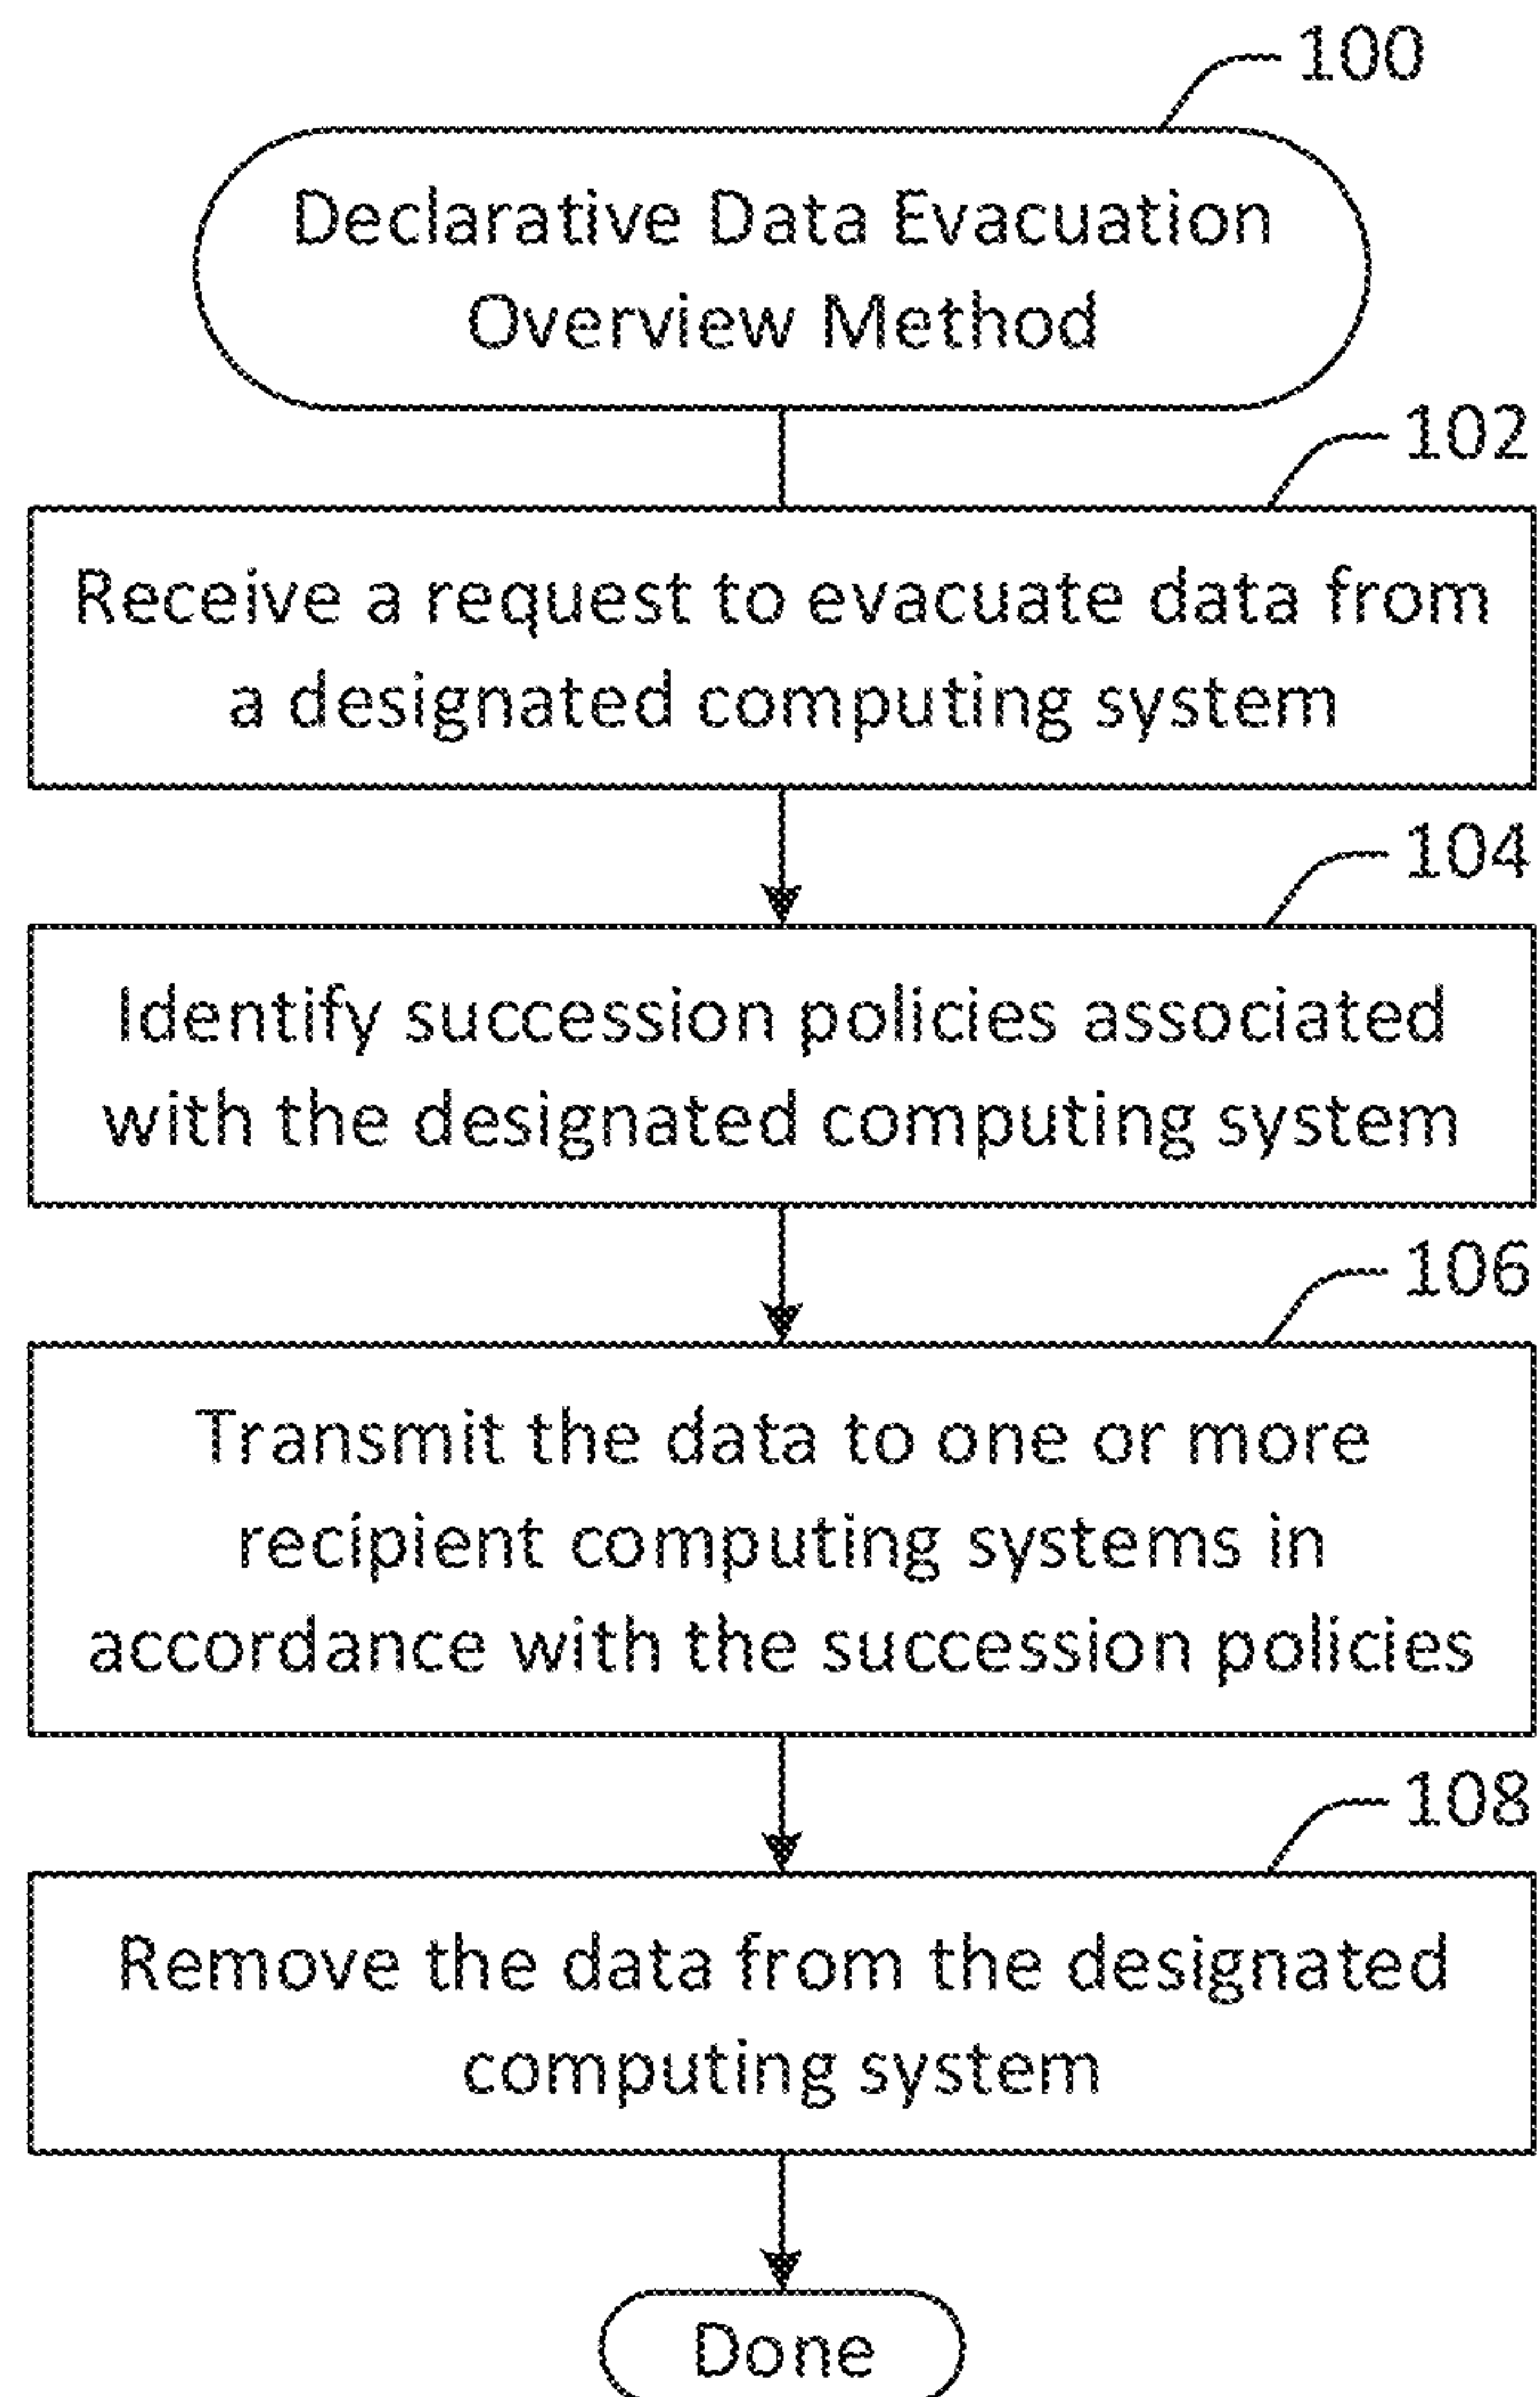 100
Declarative Data Evacuation
Overview Method
102
Receive a request to evacuate data from
a designated computing system
104
Identify succession policies associated
with the designated computing system
106
Transmit the data to one or more
recipient computing systems in
accordance with the succession policies
108
Remove the data from the designated
computing system
Done